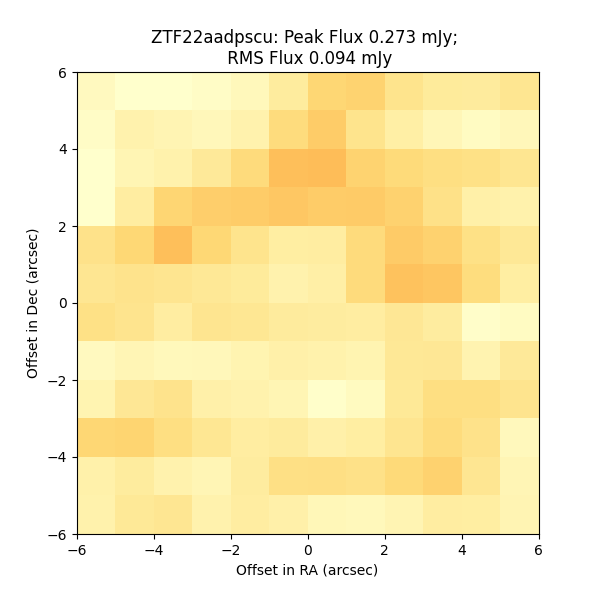 ZTF22aadpscu: Peak Flux 0.273 mJy;
RMS Flux 0.094 mJy
6
4
2
0
−2
−4
−6
Offset in Dec (arcsec)
−6 −4 −2 0 2 4 6
Offset in RA (arcsec)